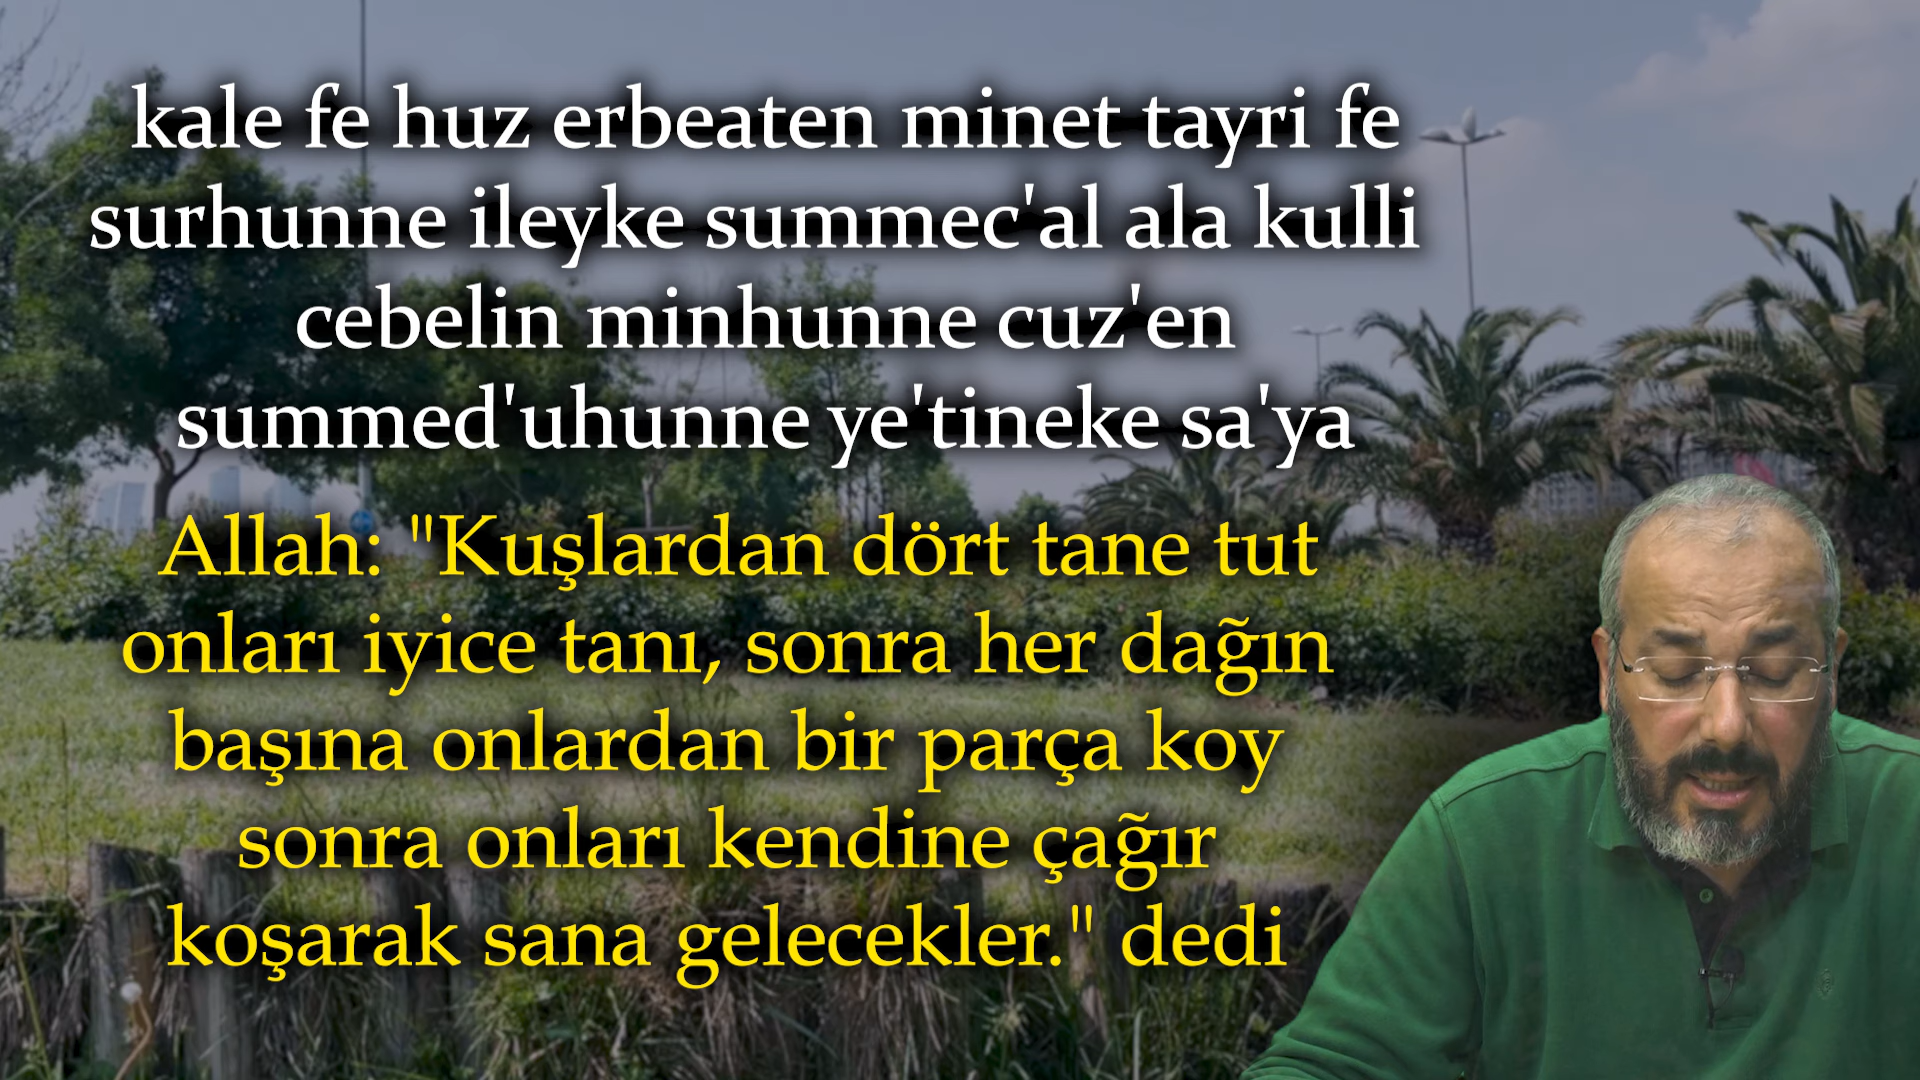 kale fe huz erbeaten minet tayri fe
surhunne ileyke summec'al ala kulli
cebelin minhunne cuz'en
summed'uhunne ye'tineke sa'ya
Allah: "Kuşlardan dört tane tut
onları iyice tanı, sonra her dağın
başına onlardan bir parça koy
sonra onları kendine çağır
koşarak sana gelecekler." dedi